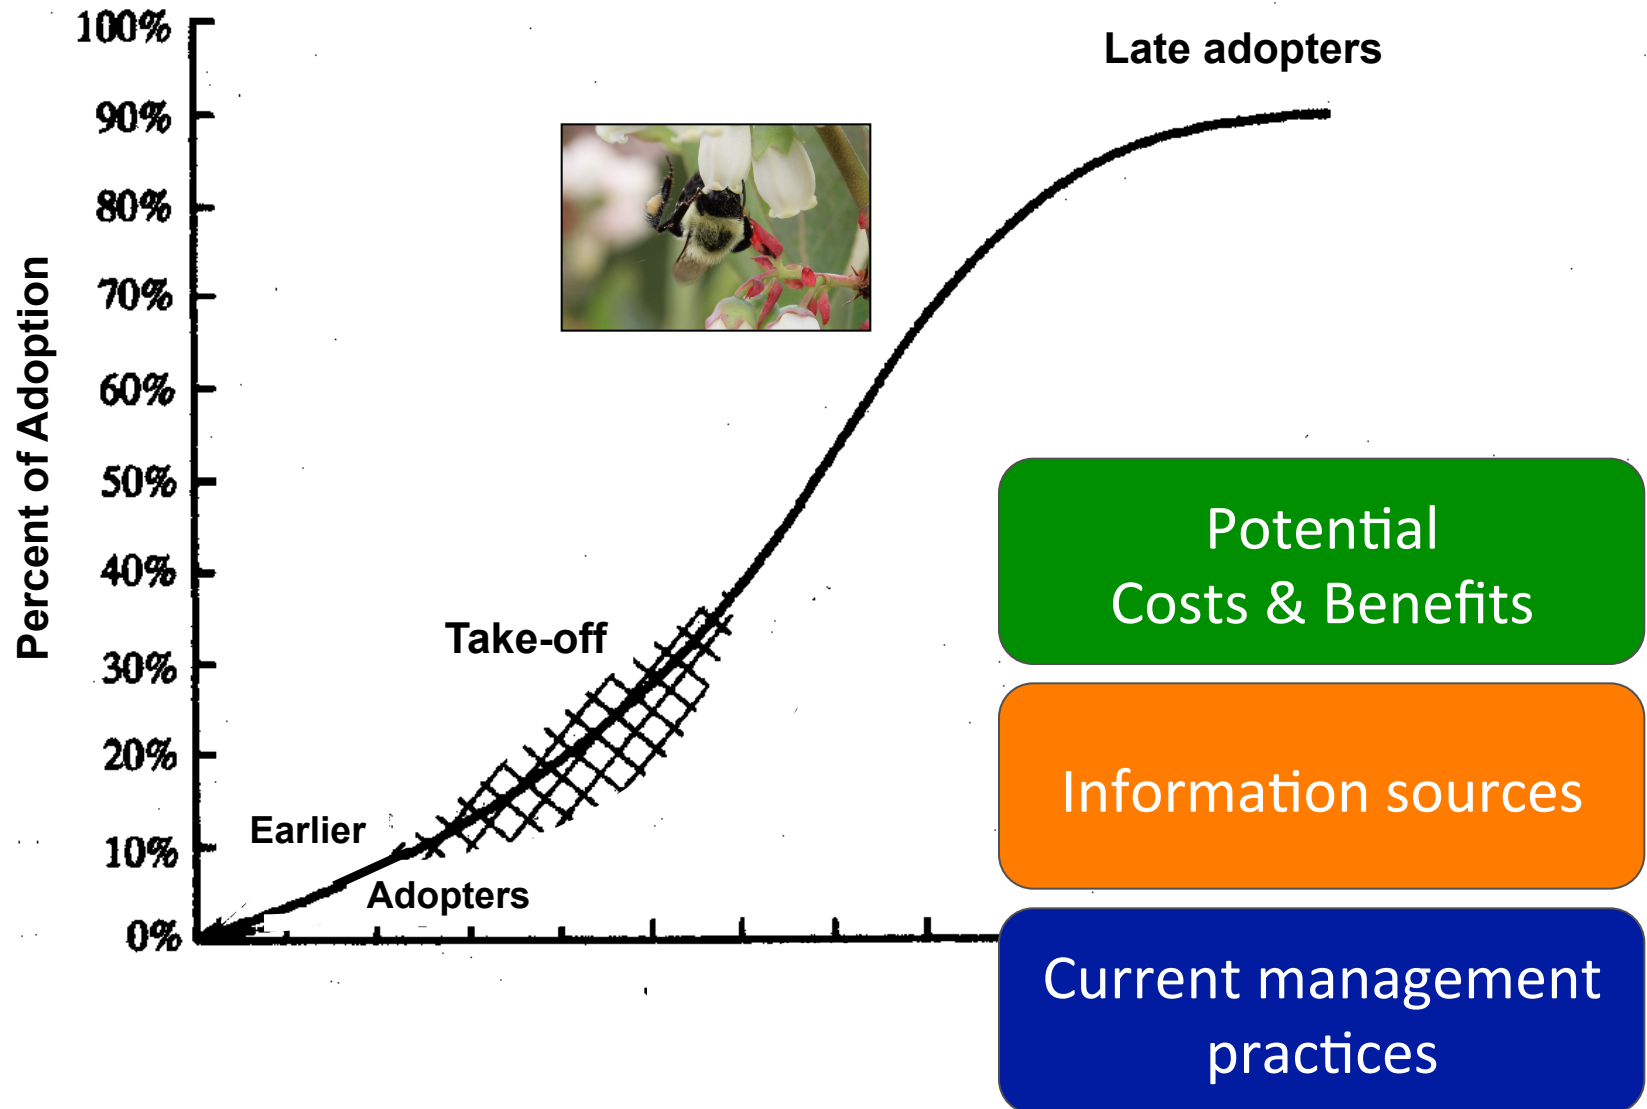 100%
90%
80%
70%
60%
50%
40%
30%
20%
10%
0%
Percent of Adoption
Late adopters
Take-off
Earlier
Adopters
Potential
Costs & Benefits
Information sources
Current management
practices